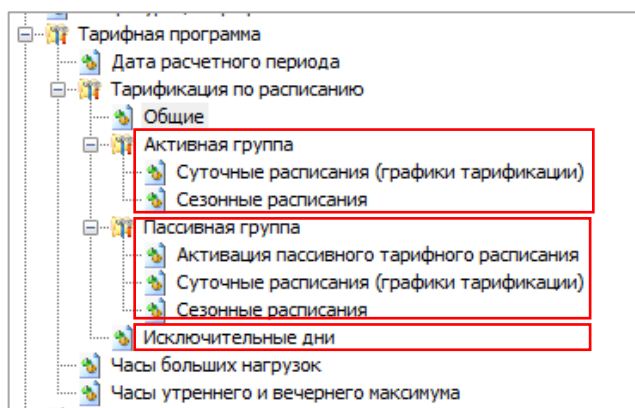 Тарифная программа
Дата расчетного периода
Тарификация по расписанию
Общие
Активная группа
Суточные расписания (графики тарификации)
Сезонные расписания
Пассивная группа
Активация пассивного тарифного расписания
Суточные расписания (графики тарификации)
Сезонные расписания
Исключительные дни
Часы больших нагрузок
Часы утреннего и вечернего максимума